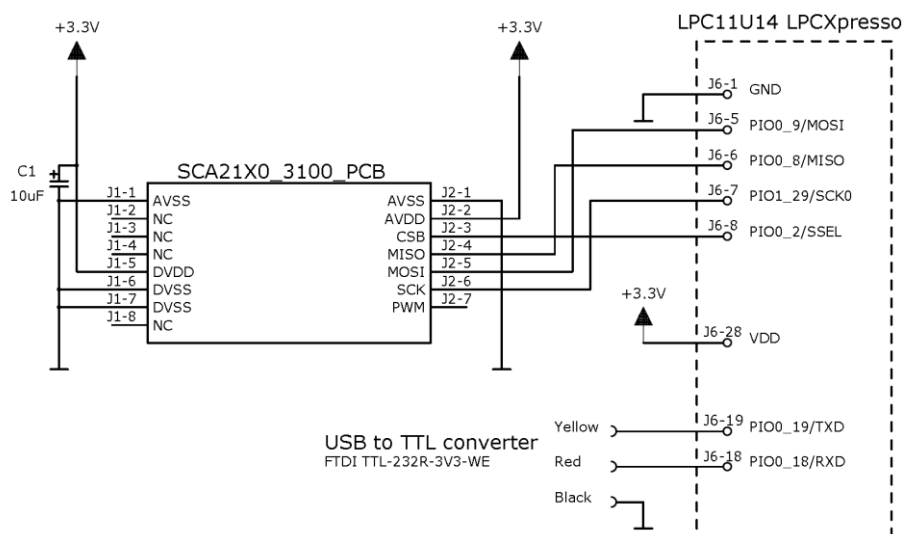 LPC11U14 LPCXpresso
+3.3V
+3.3V
J6-1 GND
J6-5 PIO0_9/MOSI
J6-6 PIO0_8/MISO
J6-7 PIO1_29/SCK0
J6-8 PIO0_2/SSEL
C1
10uF
SCA21X0_3100_PCB
J1-1 AVSS AVSS J2-1
J1-2 NC AVDD J2-2
J1-3 NC CSB J2-3
J1-4 NC MISO J2-4
J1-5 DVDD MOSI J2-5
J1-6 DVSS SCK J2-6
J1-7 DVSS PWM J2-7
J1-8 NC
+3.3V
J6-28 VDD
USB to TTL converter
FTDI TTL-232R-3V3-WE
Yellow J6-19 PIO0_19/TXD
Red J6-18 PIO0_18/RXD
Black